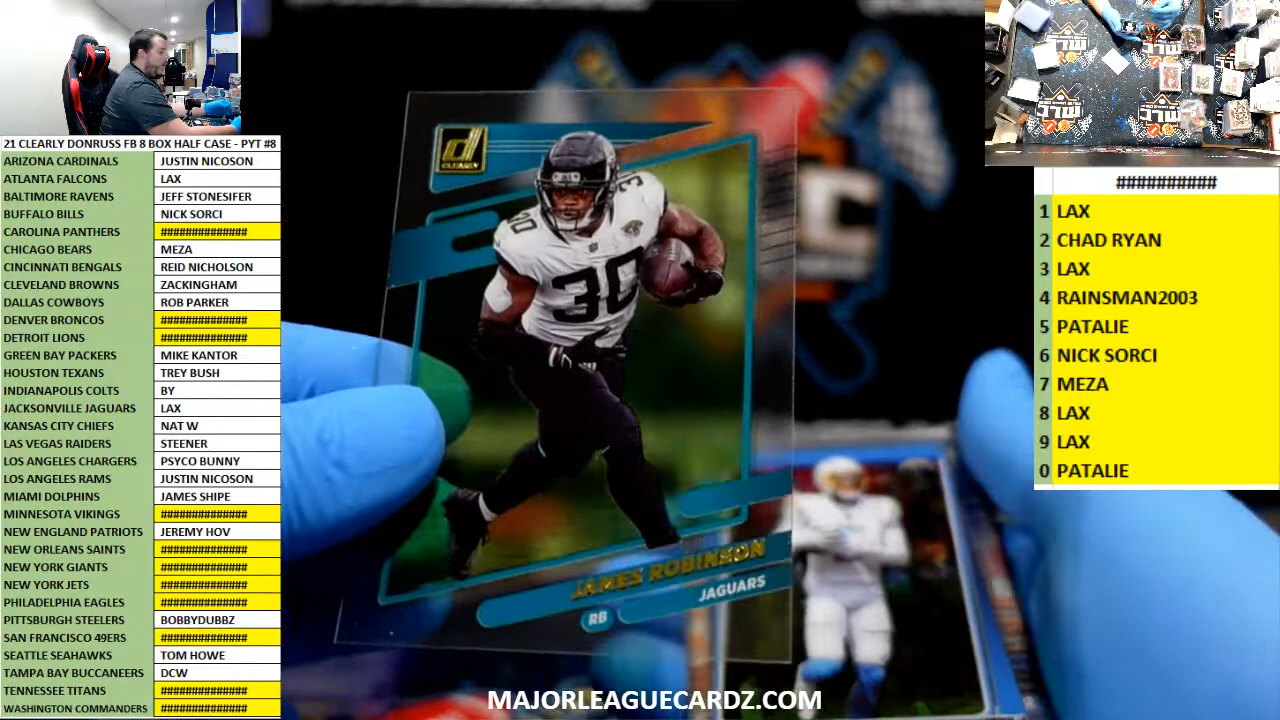 21 CLEARLY DONRUSS FB 8 BOX HALF CASE - PYT #8
ARIZONA CARDINALS JUSTIN NICOSON
ATLANTA FALCONS LAX
BALTIMORE RAVENS JEFF STONESIFER
BUFFALO BILLS NICK SORCI
CAROLINA PANTHERS ##############
CHICAGO BEARS MEZA
CINCINNATI BENGALS REID NICHOLSON
CLEVELAND BROWNS ZACKINGHAM
DALLAS COWBOYS ROB PARKER
DENVER BRONCOS ##############
DETROIT LIONS ##############
GREEN BAY PACKERS MIKE KANTOR
HOUSTON TEXANS TREY BUSH
INDIANAPOLIS COLTS BY
JACKSONVILLE JAGUARS LAX
KANSAS CITY CHIEFS NAT W
LAS VEGAS RAIDERS STEENER
LOS ANGELES CHARGERS PSYCO BUNNY
LOS ANGELES RAMS JUSTIN NICOSON
MIAMI DOLPHINS JAMES SHIPE
MINNESOTA VIKINGS ##############
NEW ENGLAND PATRIOTS JEREMY HOV
NEW ORLEANS SAINTS ##############
NEW YORK GIANTS ##############
NEW YORK JETS ##############
PHILADELPHIA EAGLES ##############
PITTSBURGH STEELERS BOBBYDUBBZ
SAN FRANCISCO 49ERS ##############
SEATTLE SEAHAWKS TOM HOWE
TAMPA BAY BUCCANEERS DCW
TENNESSEE TITANS ##############
WASHINGTON COMMANDERS ##############
CLEARLY
30
30
30
JAMES ROBINSON
RB JAGUARS
MAJORLEAGUECARDZ.COM
##########
1 LAX
2 CHAD RYAN
3 LAX
4 RAINSMAN2003
5 PATALIE
6 NICK SORCI
7 MEZA
8 LAX
9 LAX
0 PATALIE